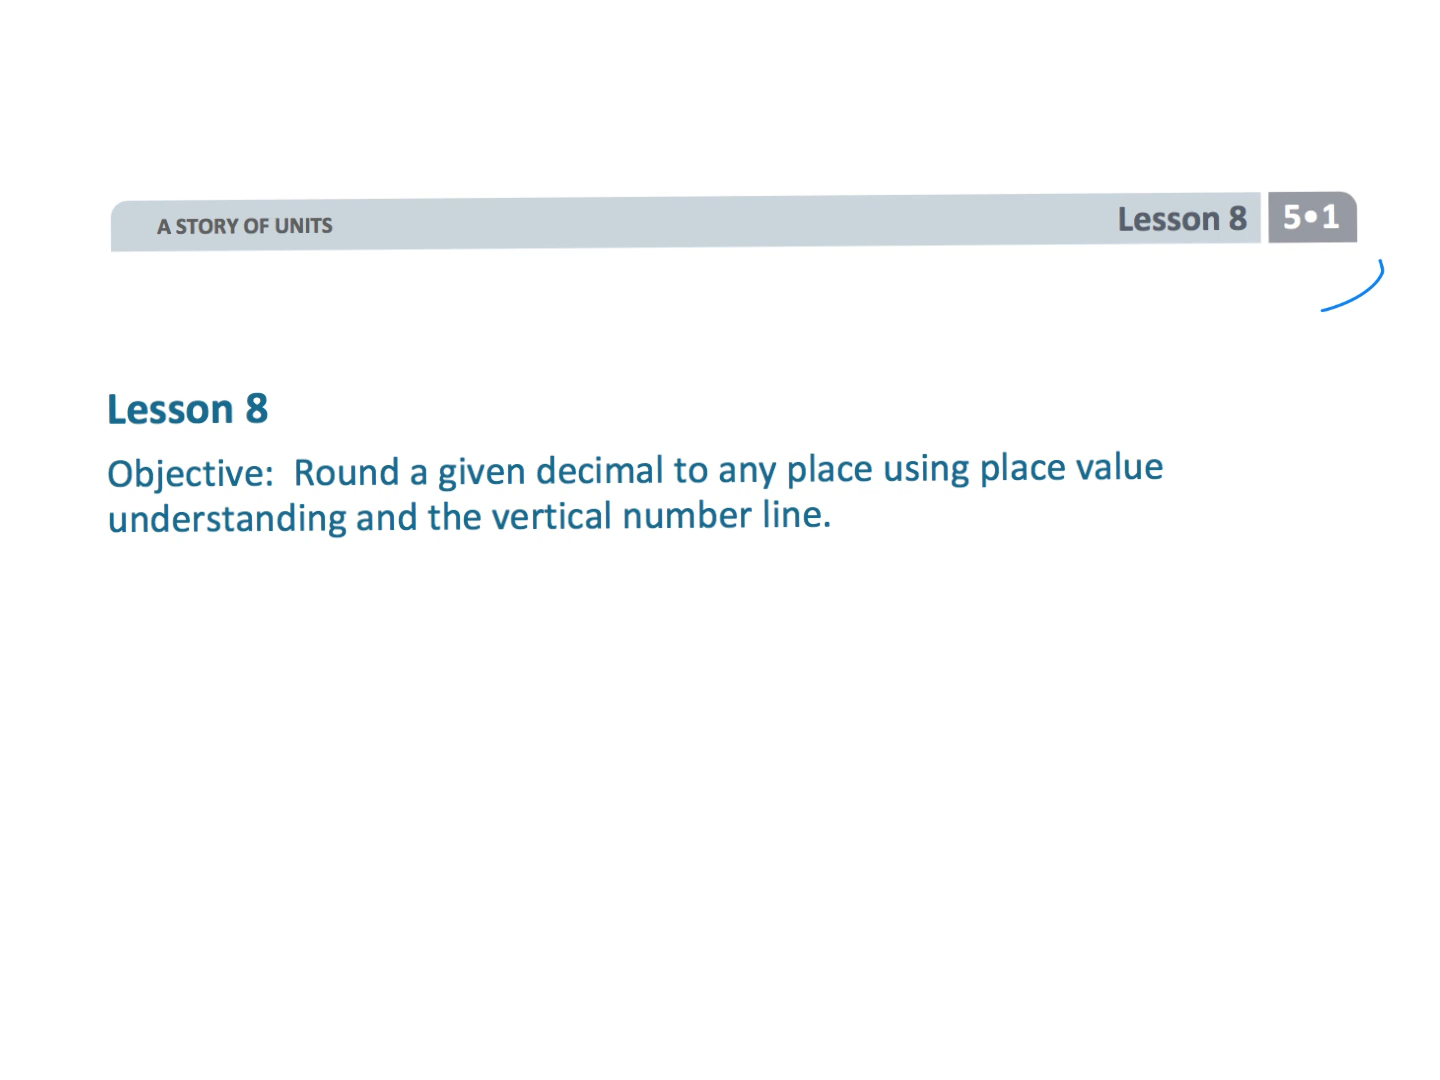 A STORY OF UNITS
Lesson 8
5•1
Lesson 8
Objective: Round a given decimal to any place using place value
understanding and the vertical number line.